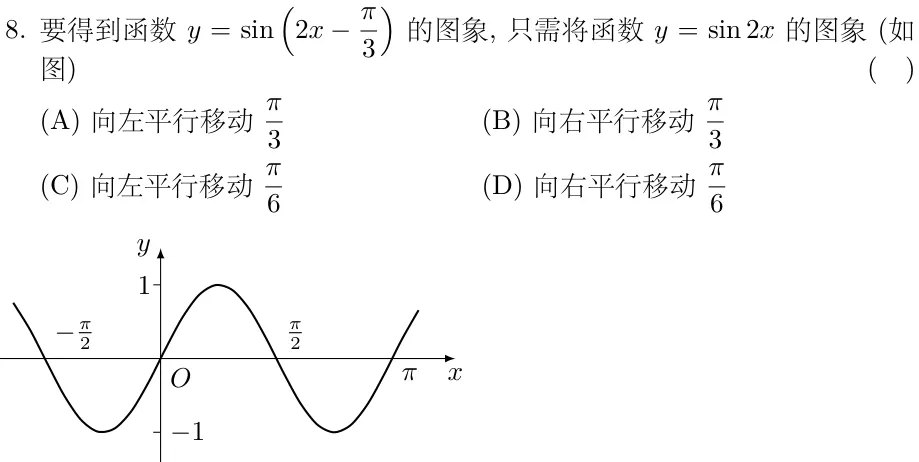 8. 要得到函数 y = sin(2x − π/3) 的图象, 只需将函数 y = sin 2x 的图象 (如
图) ( )
(A) 向左平行移动 π/3 (B) 向右平行移动 π/3
(C) 向左平行移动 π/6 (D) 向右平行移动 π/6
y
1
−π/2 π/2
O π x
−1